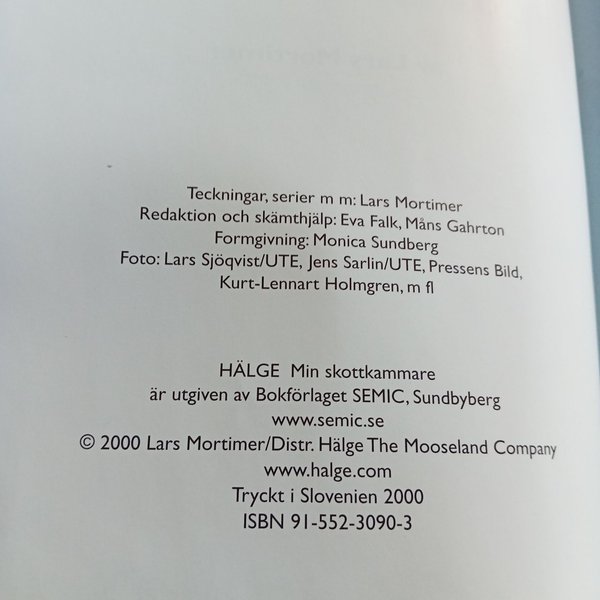 Teckningar, serier m m: Lars Mortimer
Redaktion och skämthjälp: Eva Falk, Måns Gahrton
Formgivning: Monica Sundberg
Foto: Lars Sjöqvist/UTE, Jens Sarlin/UTE, Pressens Bild,
Kurt-Lennart Holmgren, m fl
HÄLGE Min skottkammare
är utgiven av Bokförlaget SEMIC, Sundbyberg
www.semic.se
© 2000 Lars Mortimer/Distr. Hälge The Mooseland Company
www.halge.com
Tryckt i Slovenien 2000
ISBN 91-552-3090-3